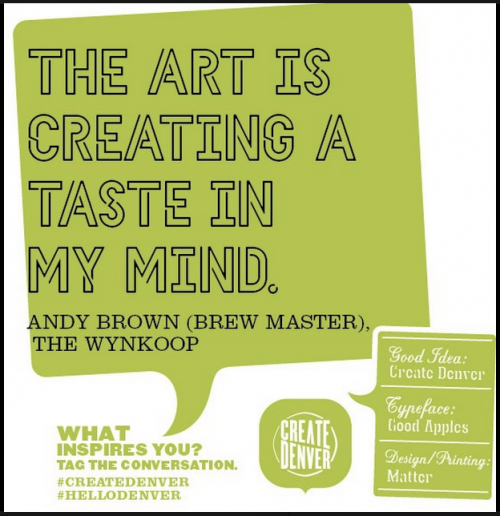 THE ART IS
CREATING A
TASTE IN
MY MIND.
ANDY BROWN (BREW MASTER),
THE WYNKOOP
Good Idea:
Create Denver
Typeface:
Good Apples
Design/Printing:
Matter
WHAT
INSPIRES YOU?
TAG THE CONVERSATION.
#CREATEDENVER
#HELLODENVER
CREATE
DENVER